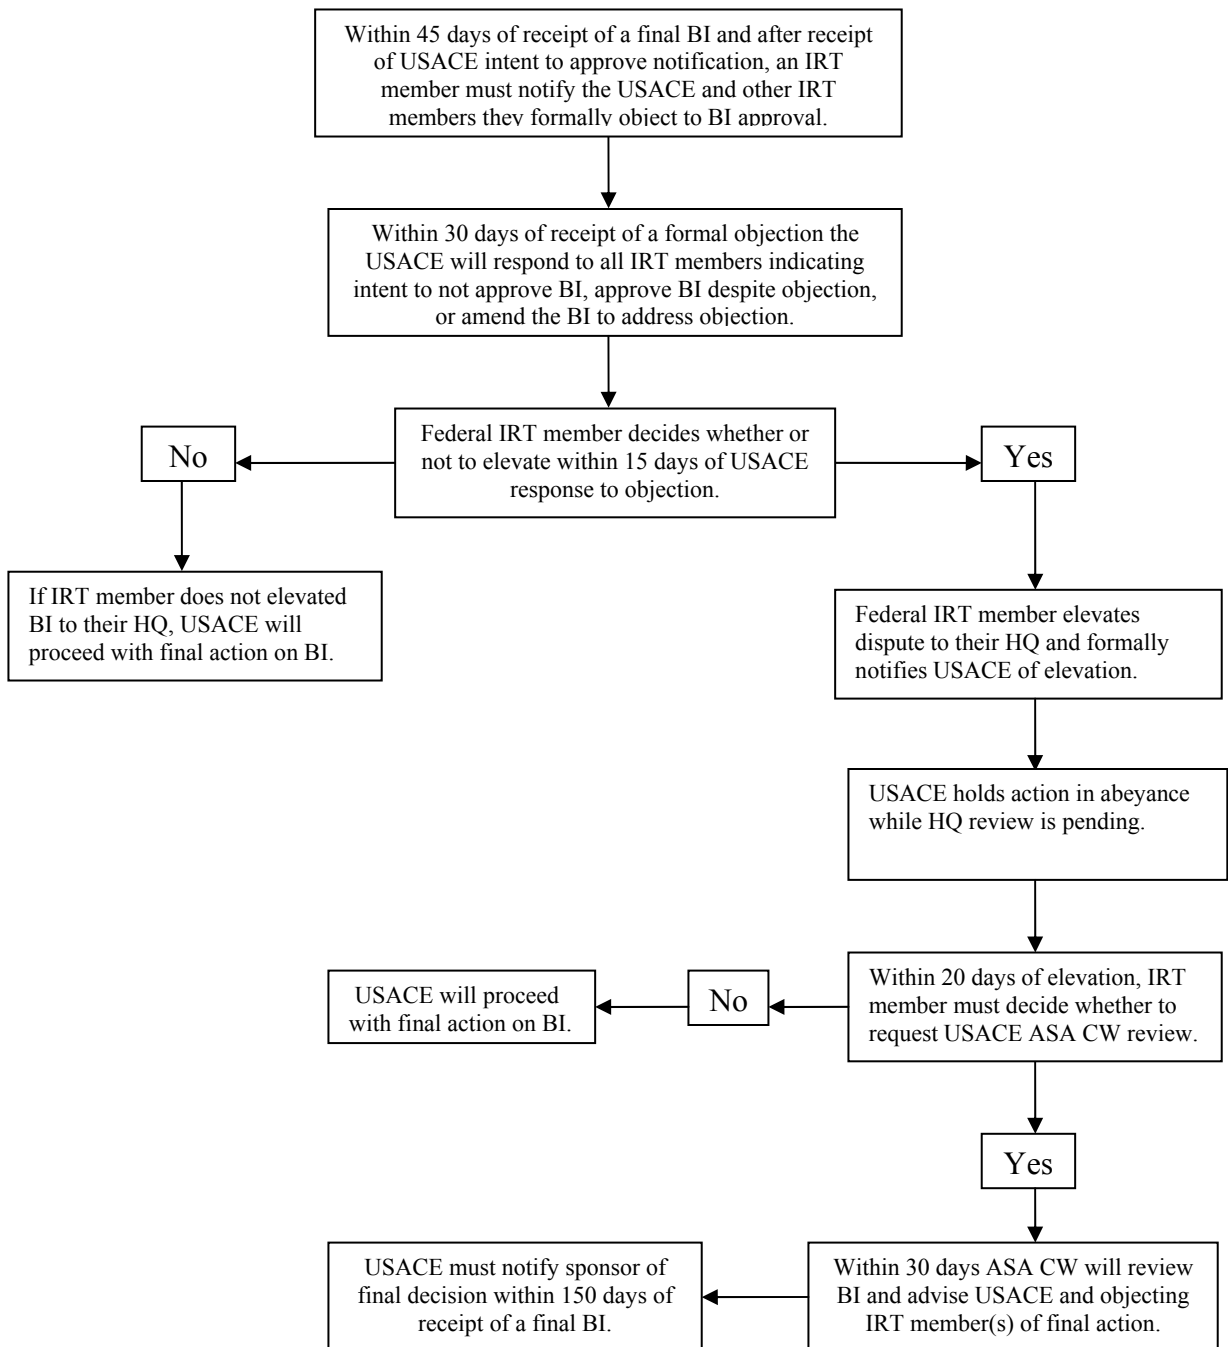 Within 45 days of receipt of a final BI and after receipt
of USACE intent to approve notification, an IRT
member must notify the USACE and other IRT
members they formally object to BI approval.
Within 30 days of receipt of a formal objection the
USACE will respond to all IRT members indicating
intent to not approve BI, approve BI despite objection,
or amend the BI to address objection.
No
Federal IRT member decides whether or
not to elevate within 15 days of USACE
response to objection.
Yes
If IRT member does not elevated
BI to their HQ, USACE will
proceed with final action on BI.
Federal IRT member elevates
dispute to their HQ and formally
notifies USACE of elevation.
USACE holds action in abeyance
while HQ review is pending.
USACE will proceed
with final action on BI.
No
Within 20 days of elevation, IRT
member must decide whether to
request USACE ASA CW review.
Yes
USACE must notify sponsor of
final decision within 150 days of
receipt of a final BI.
Within 30 days ASA CW will review
BI and advise USACE and objecting
IRT member(s) of final action.